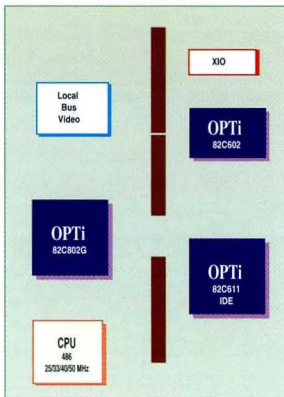 XIO
Local
Bus
Video
OPTi
82C602
OPTi
82C802G
OPTi
82C611
IDE
CPU
486
25/33/40/50 MHz